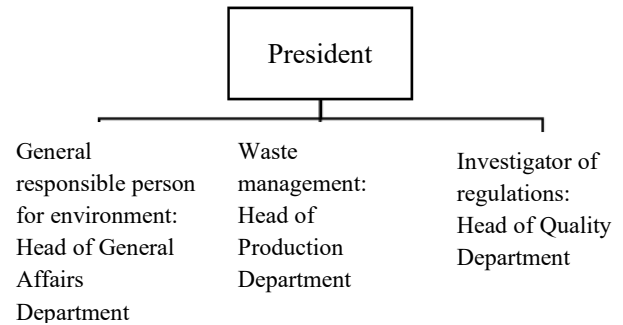 President
General
responsible person
for environment:
Head of General
Affairs
Department
Waste
management:
Head of
Production
Department
Investigator of
regulations:
Head of Quality
Department